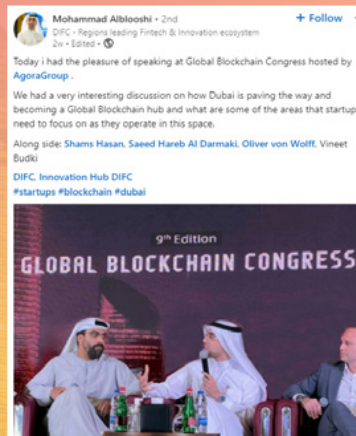 Mohammad Alblooshi • 2nd
+ Follow
DIFC - Regions leading Fintech & Innovation ecosystem
2w • Edited •
Today i had the pleasure of speaking at Global Blockchain Congress hosted by
AgoraGroup .
We had a very interesting discussion on how Dubai is paving the way and
becoming a Global Blockchain hub and what are some of the areas that startup
need to focus on as they operate in this space.
Along side: Shams Hasan, Saeed Hareb Al Darmaki, Oliver von Wolff, Vineet
Budki
DIFC, Innovation Hub DIFC
#startups #blockchain #dubai
9th Edition
GLOBAL BLOCKCHAIN CONGRESS